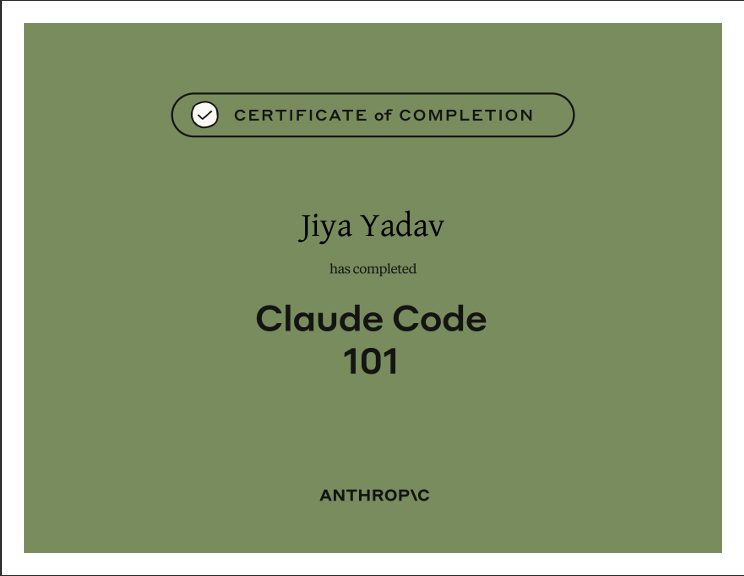 CERTIFICATE of COMPLETION
Jiya Yadav
has completed
Claude Code
101
ANTHROP\C